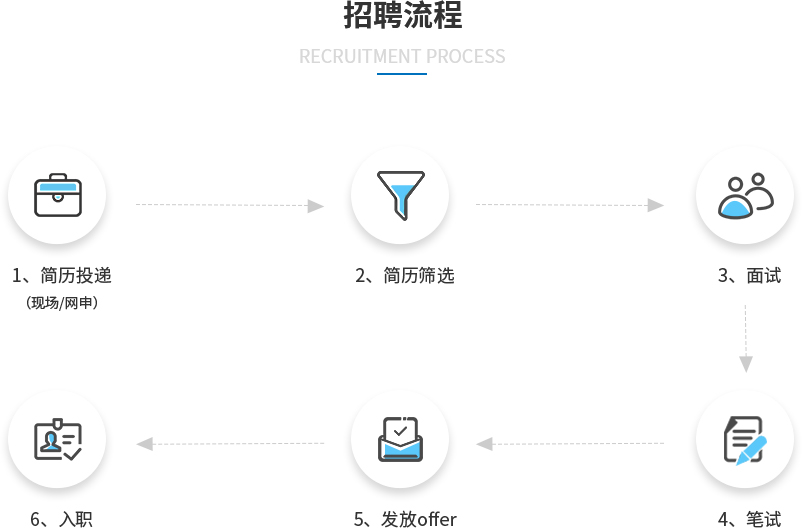 招聘流程
RECRUITMENT PROCESS
1、简历投递
（现场/网申）
2、简历筛选
3、面试
4、笔试
5、发放offer
6、入职